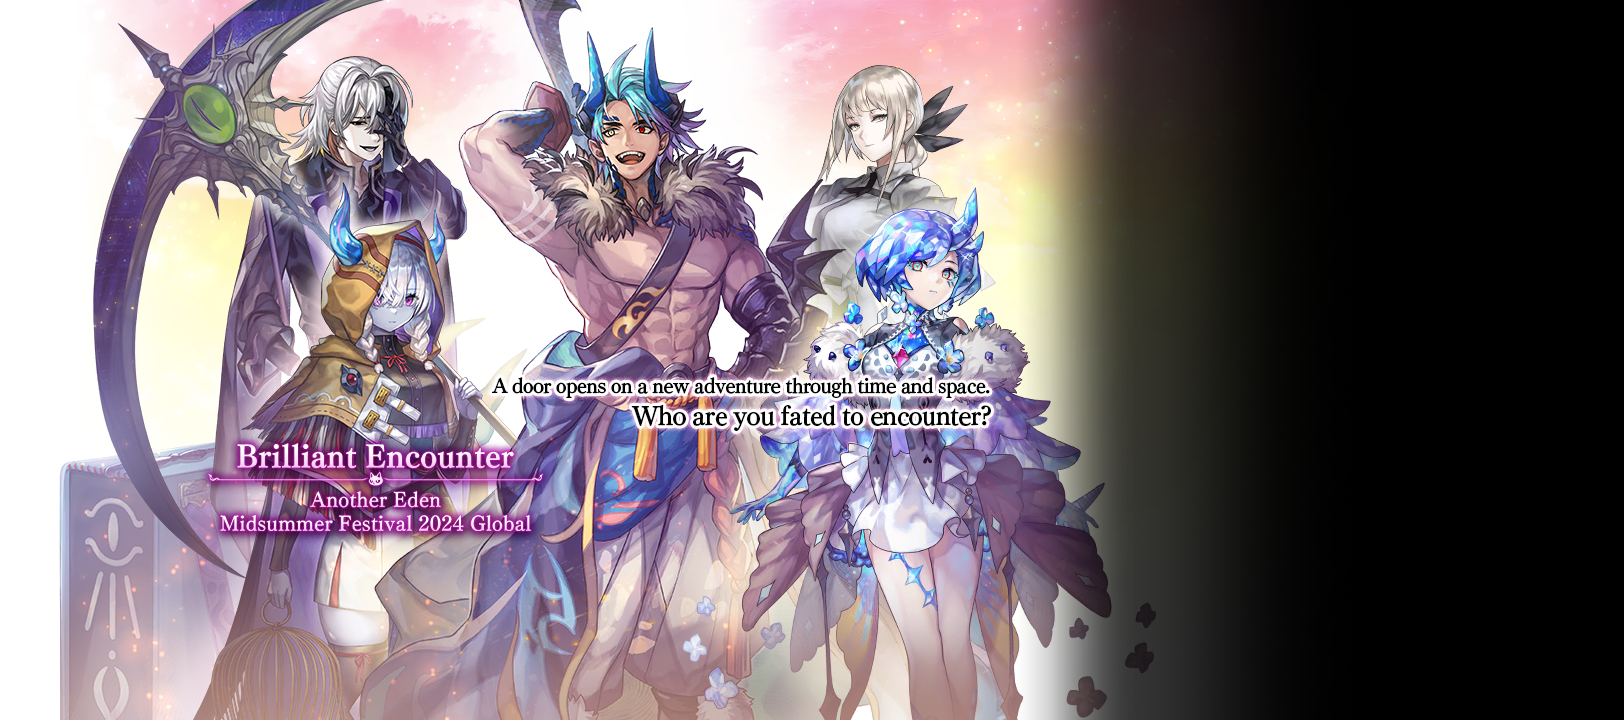 A door opens on a new adventure through time and space.
Who are you fated to encounter?
Brilliant Encounter
Another Eden
Midsummer Festival 2024 Global